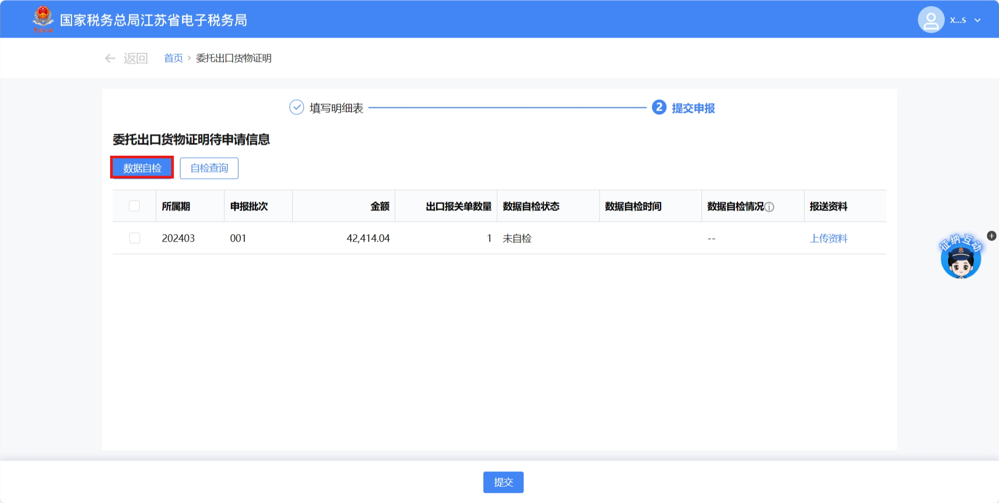 国家税务总局江苏省电子税务局
x...s
返回 首页 > 委托出口货物证明
填写明细表 2 提交申报
委托出口货物证明待申请信息
数据自检 自检查询
所属期 申报批次 金额 出口报关单数量 数据自检状态 数据自检时间 数据自检情况 报送资料
202403 001 42,414.04 1 未自检 -- 上传资料
征纳互动
提交